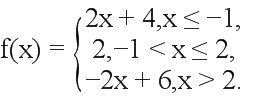 2x + 4,x ≤ −1,
f(x) = { 2,−1 < x ≤ 2,
−2x + 6,x > 2.